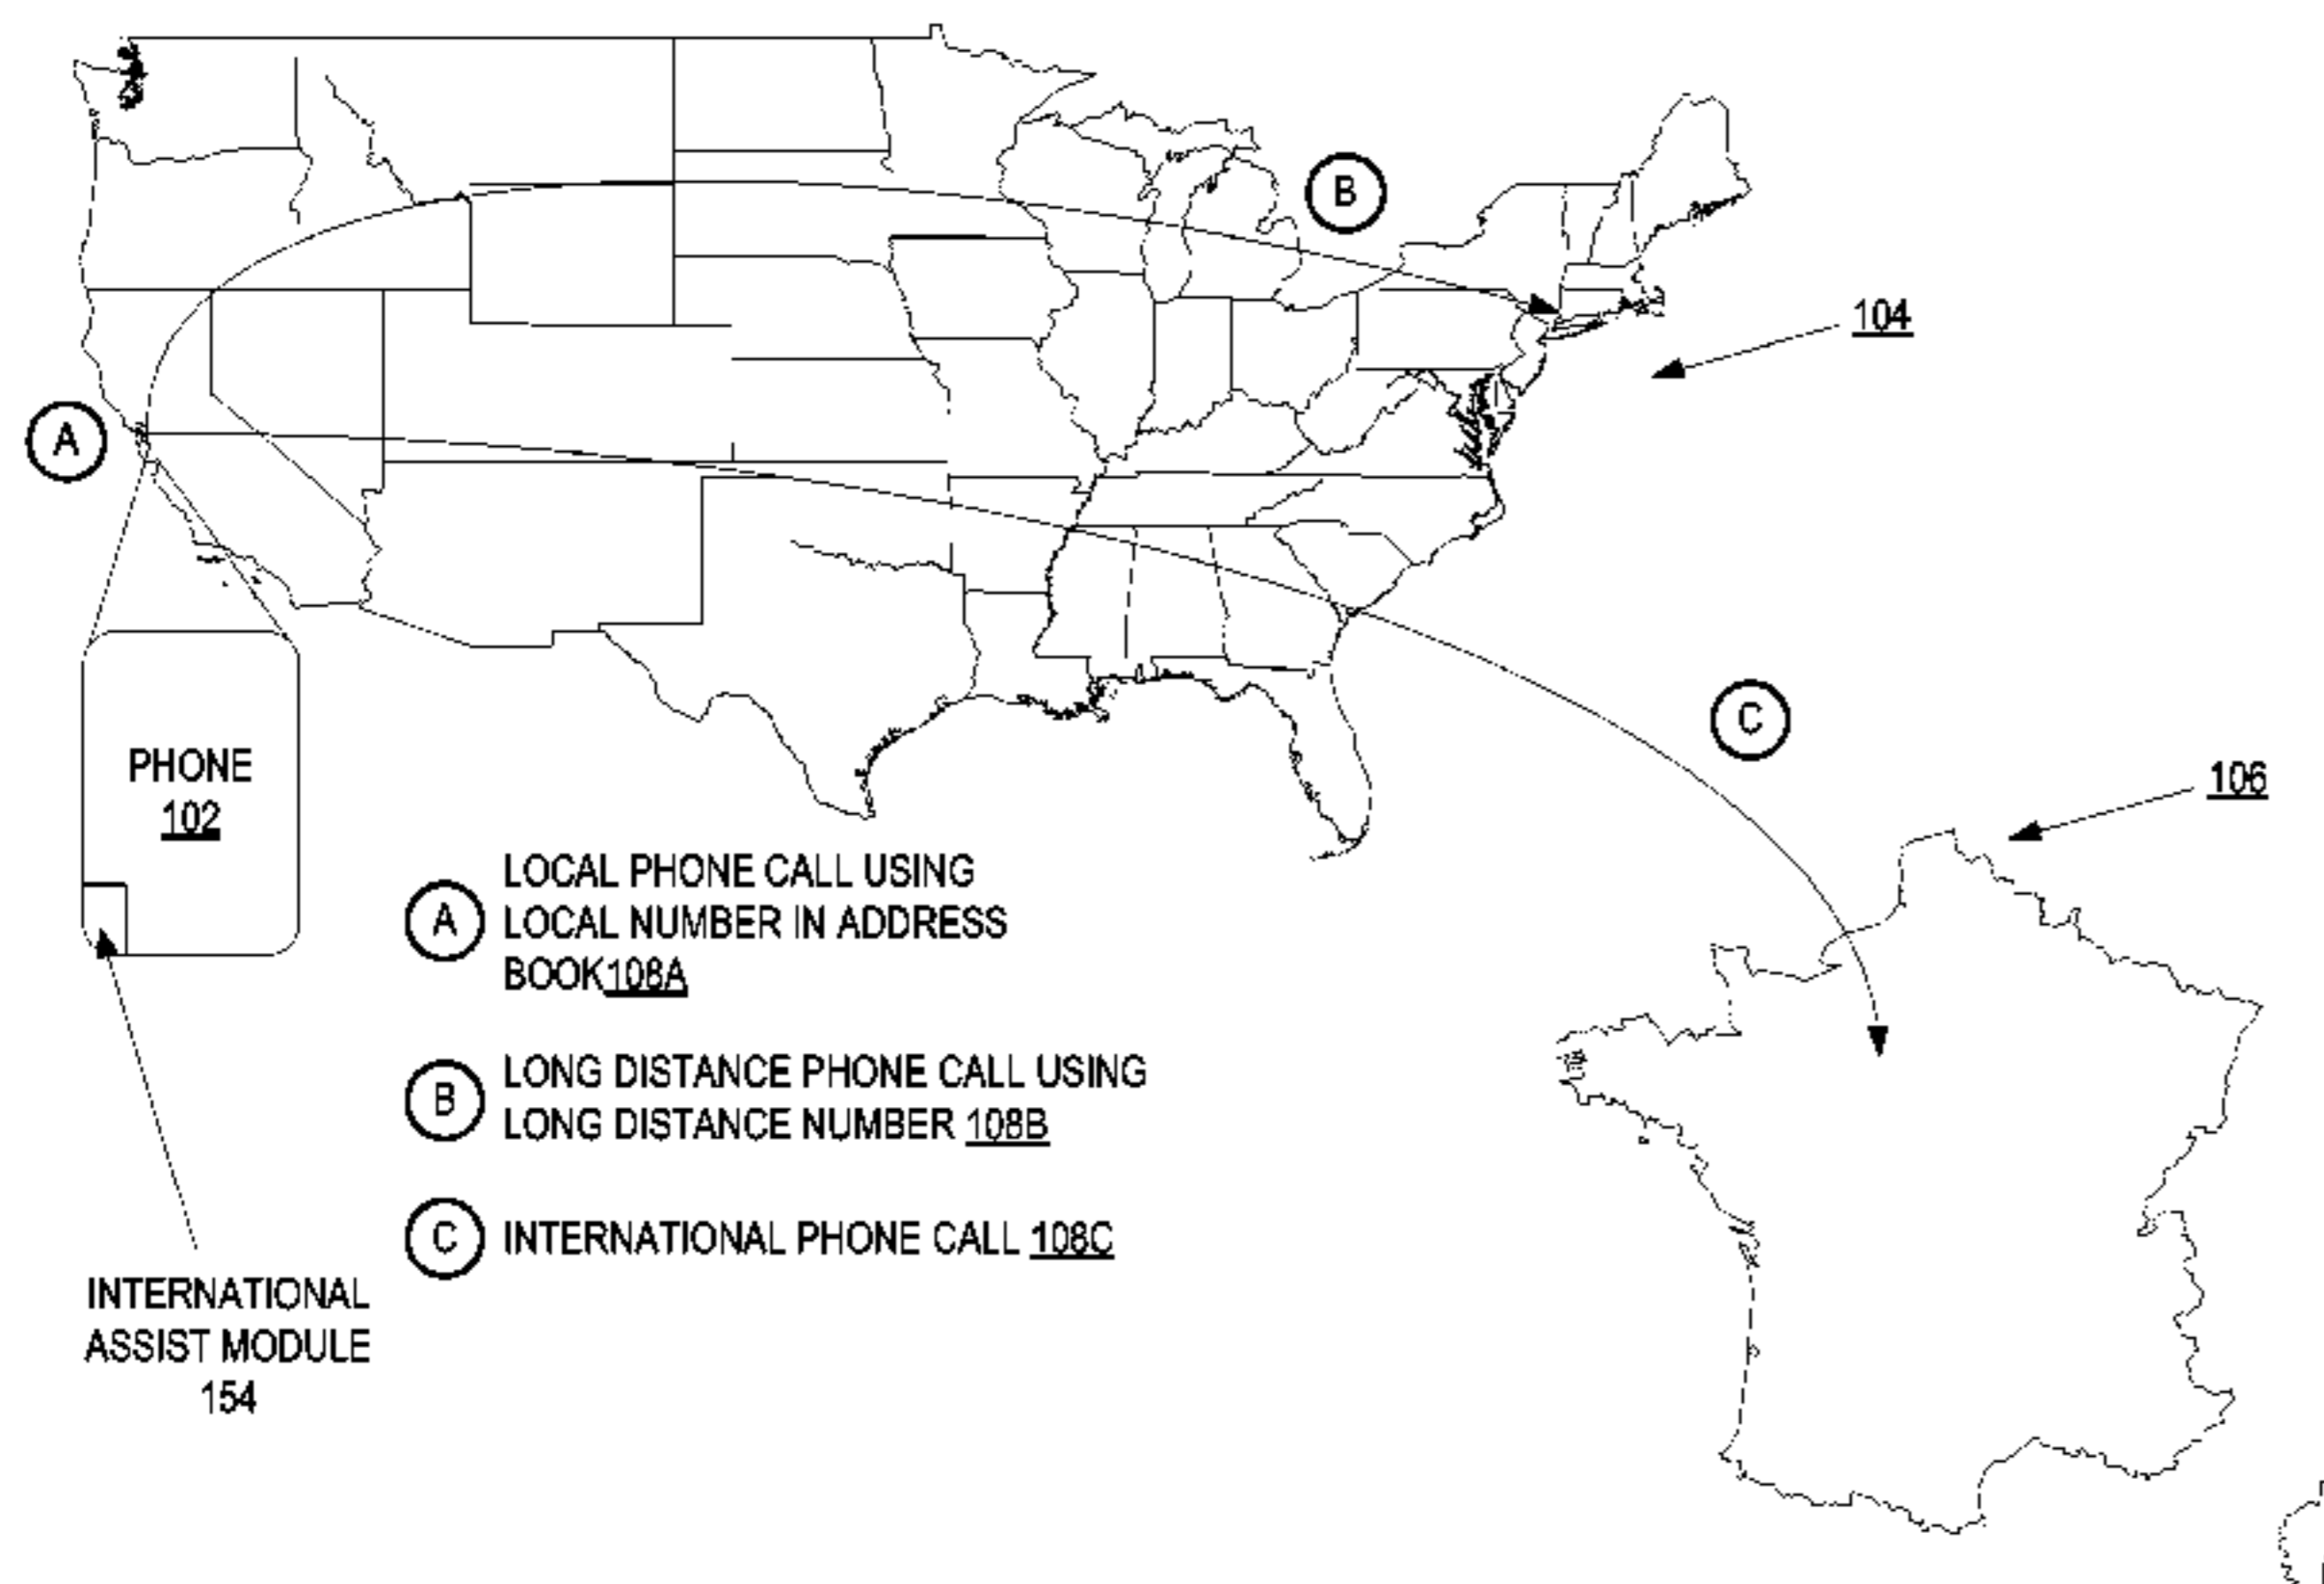 B
104
A
C
106
PHONE
102
A
LOCAL PHONE CALL USING
LOCAL NUMBER IN ADDRESS
BOOK108A
B
LONG DISTANCE PHONE CALL USING
LONG DISTANCE NUMBER 108B
C
INTERNATIONAL PHONE CALL 108C
INTERNATIONAL
ASSIST MODULE
154